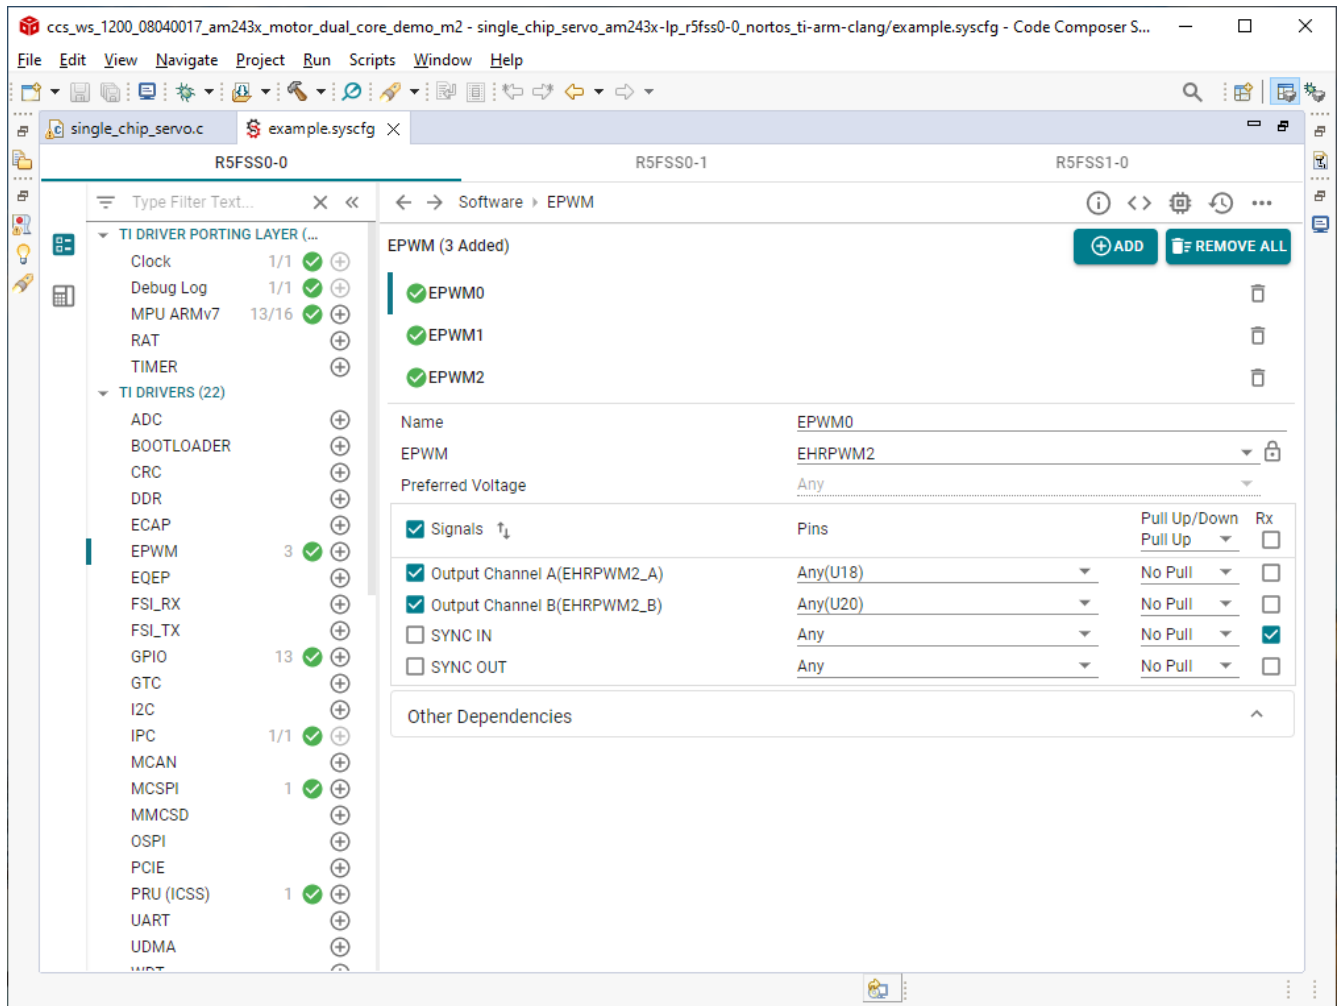 ccs_ws_1200_08040017_am243x_motor_dual_core_demo_m2 - single_chip_servo_am243x-lp_r5fss0-0_nortos_ti-arm-clang/example.syscfg - Code Composer S...
File Edit View Navigate Project Run Scripts Window Help
single_chip_servo.c example.syscfg
R5FSS0-0 R5FSS0-1 R5FSS1-0
Type Filter Text...
Software › EPWM
TI DRIVER PORTING LAYER (...
Clock 1/1
Debug Log 1/1
MPU ARMv7 13/16
RAT
TIMER
TI DRIVERS (22)
ADC
BOOTLOADER
CRC
DDR
ECAP
EPWM 3
EQEP
FSI_RX
FSI_TX
GPIO 13
GTC
I2C
IPC 1/1
MCAN
MCSPI 1
MMCSD
OSPI
PCIE
PRU (ICSS) 1
UART
UDMA
WDT
EPWM (3 Added) ADD REMOVE ALL
EPWM0
EPWM1
EPWM2
Name EPWM0
EPWM EHRPWM2
Preferred Voltage Any
Signals Pins Pull Up/Down Rx
Pull Up
Output Channel A(EHRPWM2_A) Any(U18) No Pull
Output Channel B(EHRPWM2_B) Any(U20) No Pull
SYNC IN Any No Pull
SYNC OUT Any No Pull
Other Dependencies